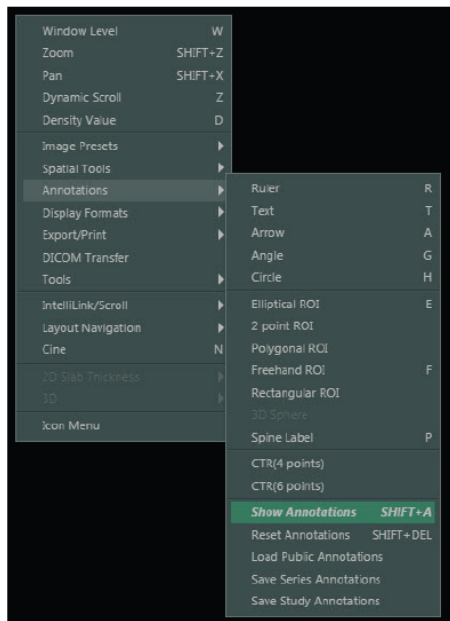 Window Level W
Zoom SHIFT+Z
Pan SHIFT+X
Dynamic Scroll Z
Density Value D
Image Presets
Spatial Tools
Annotations
Display Formats
Export/Print
DICOM Transfer
Tools
IntelliLink/Scroll
Layout Navigation
Cine N
2D Slab Thickness
3D
Icon Menu
Ruler R
Text T
Arrow A
Angle G
Circle H
Elliptical ROI E
2 point ROI
Polygonal ROI
Freehand ROI F
Rectangular ROI
3D Sphere
Spine Label P
CTR(4 points)
CTR(6 points)
Show Annotations SHIFT+A
Reset Annotations SHIFT+DEL
Load Public Annotations
Save Series Annotations
Save Study Annotations